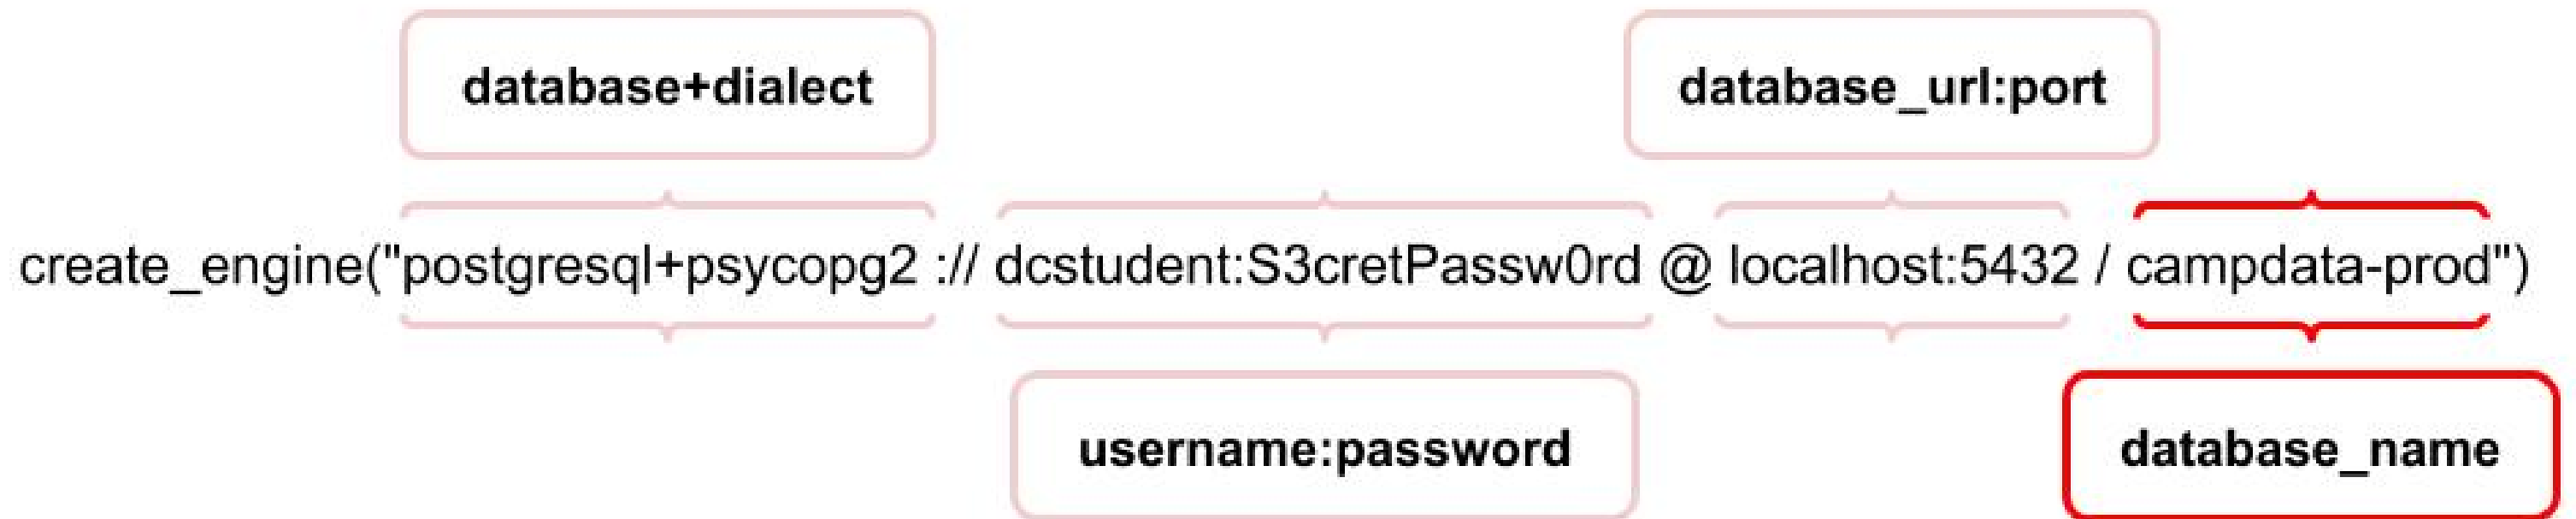 database+dialect
database_url:port
create_engine("postgresql+psycopg2 :// dcstudent:S3cretPassw0rd @ localhost:5432 / campdata-prod")
username:password
database_name